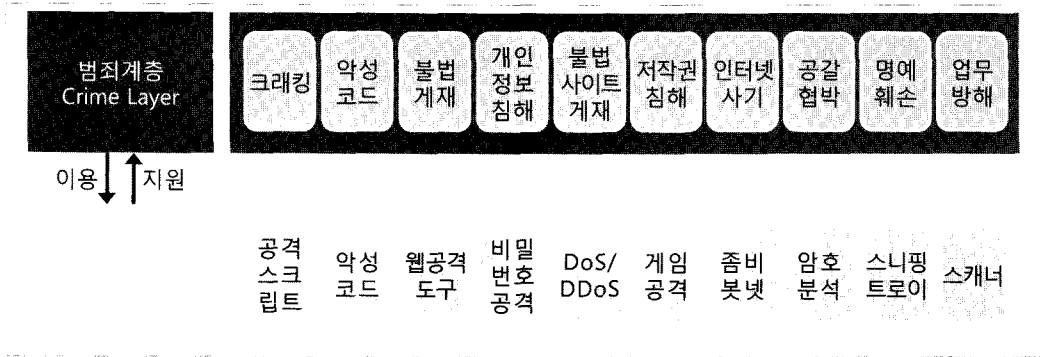 범죄계층
Crime Layer
크래킹
악성
코드
불법
게재
개인
정보
침해
불법
사이트
게재
저작권
침해
인터넷
사기
공갈
협박
명예
훼손
업무
방해
이용
지원
공격
스크
립트
악성
코드
웹공격
도구
비밀
번호
공격
DoS/
DDoS
게임
공격
좀비
봇넷
암호
분석
스니핑
트로이
스캐너